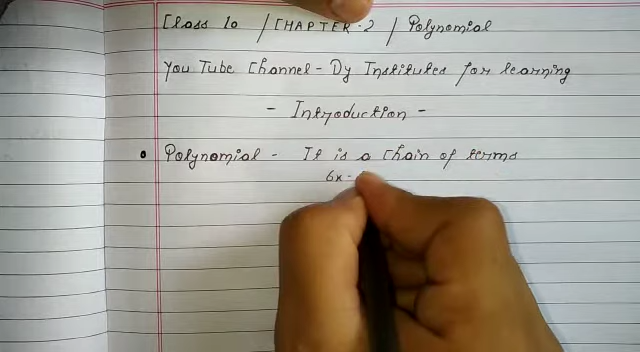 Class 10 / CHAPTER-2 / Polynomial
You Tube Channel - Dy Institutes for learning
- Introduction -
Polynomial - It is a chain of terms
6x -